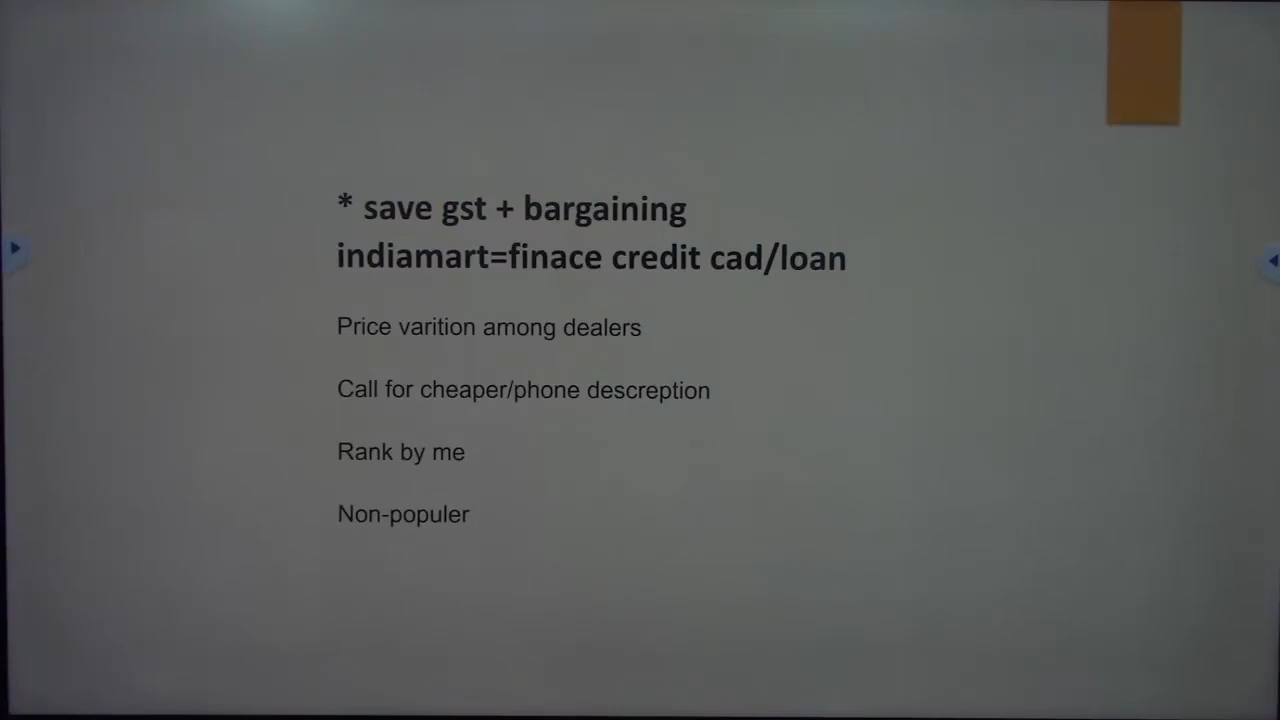 * save gst + bargaining
indiamart=finace credit cad/loan
Price varition among dealers
Call for cheaper/phone descreption
Rank by me
Non-populer